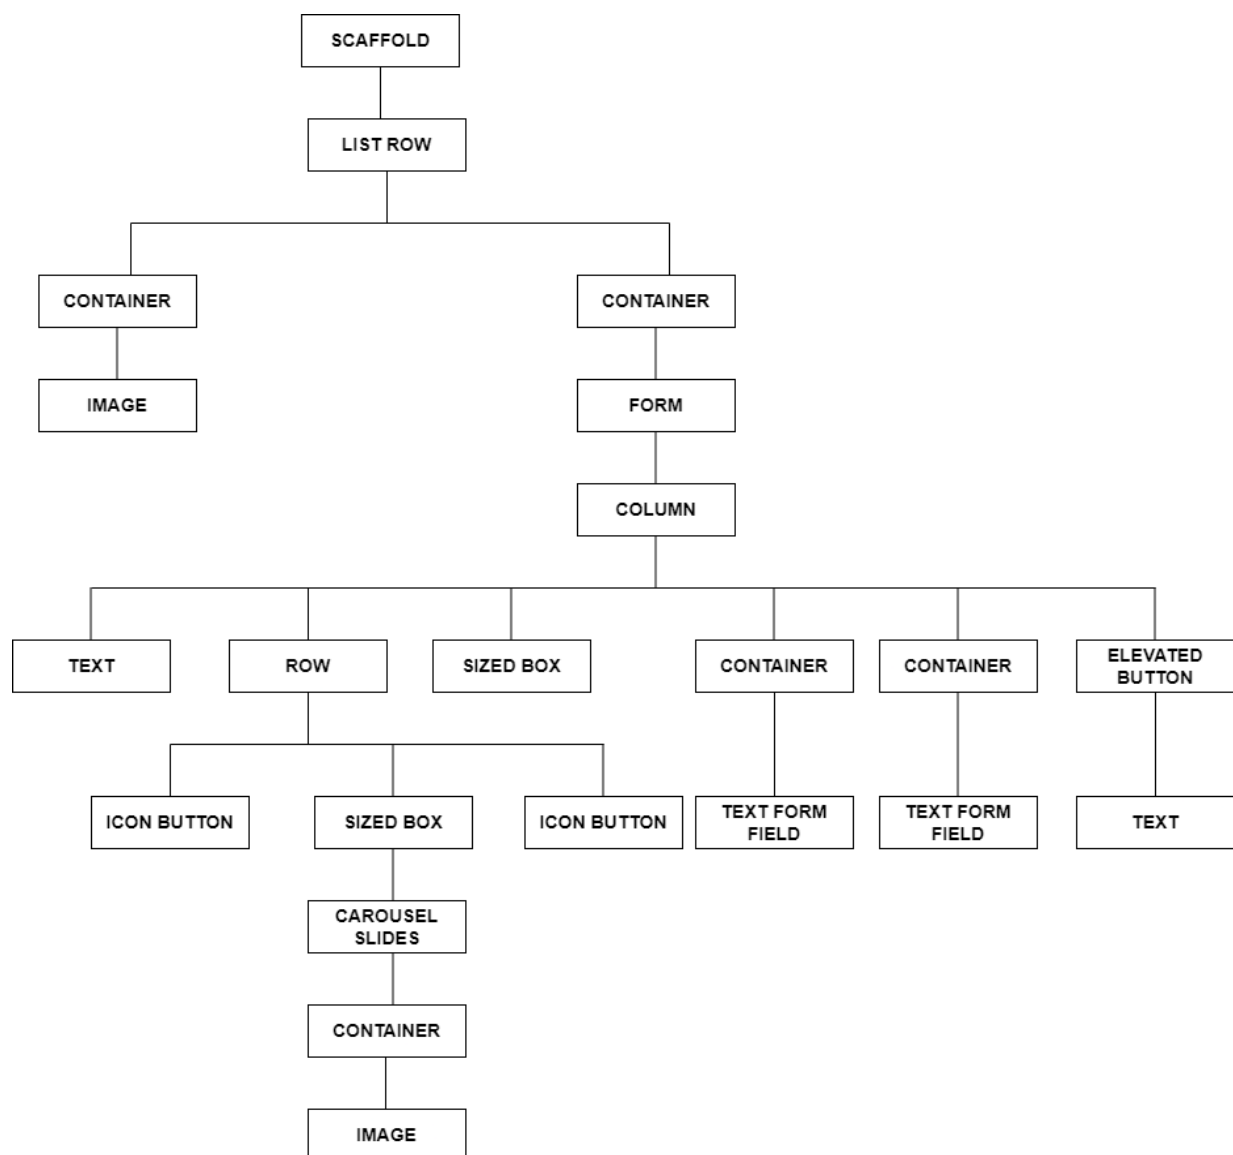 SCAFFOLD
LIST ROW
CONTAINER
CONTAINER
IMAGE
FORM
COLUMN
TEXT
ROW
SIZED BOX
CONTAINER
CONTAINER
ELEVATED
BUTTON
ICON BUTTON
SIZED BOX
ICON BUTTON
TEXT FORM
FIELD
TEXT FORM
FIELD
TEXT
CAROUSEL
SLIDES
CONTAINER
IMAGE